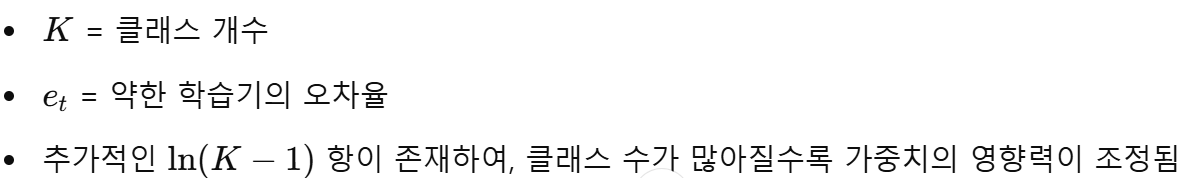 • K = 클래스 개수
• e_t = 약한 학습기의 오차율
• 추가적인 ln(K − 1) 항이 존재하여, 클래스 수가 많아질수록 가중치의 영향력이 조정됨